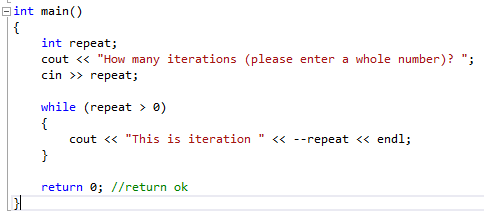 int main()
{
    int repeat;
    cout << "How many iterations (please enter a whole number)? ";
    cin >> repeat;

    while (repeat > 0)
    {
        cout << "This is iteration " << --repeat << endl;
    }

    return 0; //return ok
}